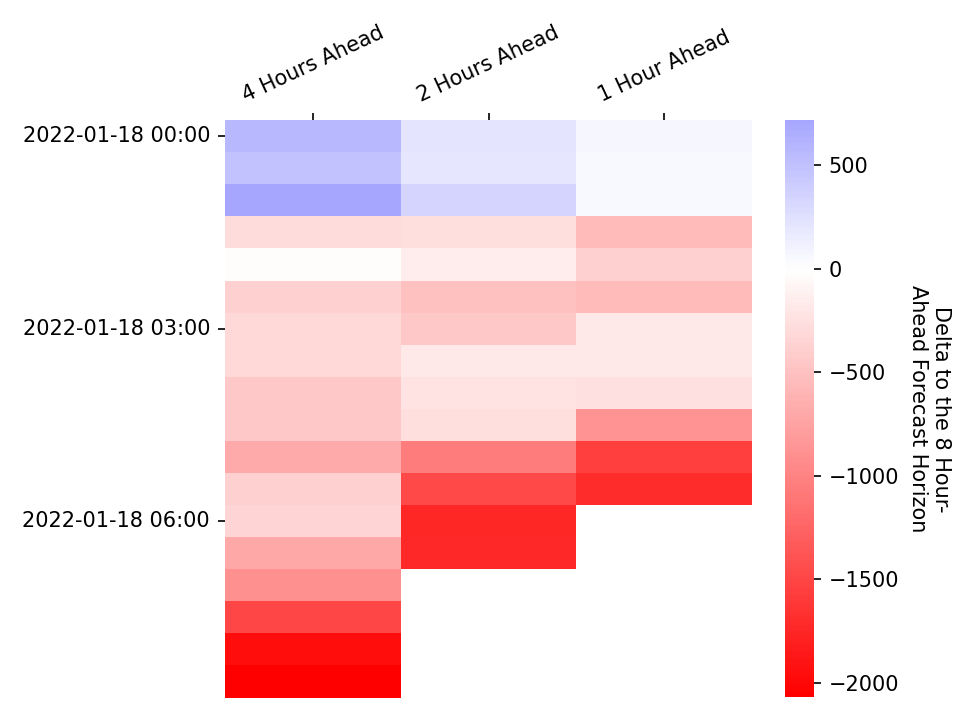 4 Hours Ahead
2 Hours Ahead
1 Hour Ahead
2022-01-18 00:00
2022-01-18 03:00
2022-01-18 06:00
500
0
−500
−1000
−1500
−2000
Delta to the 8 Hour-
Ahead Forecast Horizon